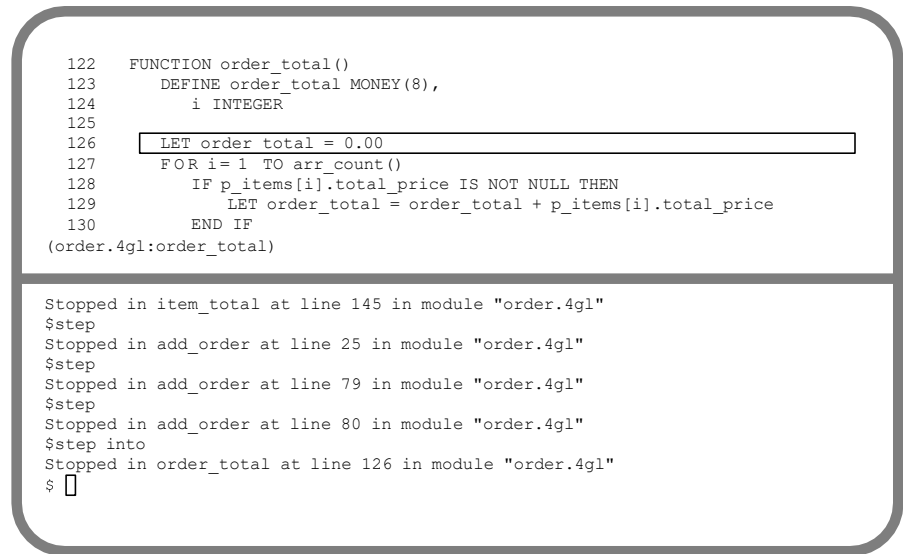 122 FUNCTION order_total()
123 DEFINE order_total MONEY(8),
124 i INTEGER
125
126 LET order total = 0.00
127 FOR i= 1 TO arr_count()
128 IF p_items[i].total_price IS NOT NULL THEN
129 LET order_total = order_total + p_items[i].total_price
130 END IF
(order.4gl:order_total)
Stopped in item_total at line 145 in module "order.4gl"
$step
Stopped in add_order at line 25 in module "order.4gl"
$step
Stopped in add_order at line 79 in module "order.4gl"
$step
Stopped in add_order at line 80 in module "order.4gl"
$step into
Stopped in order_total at line 126 in module "order.4gl"
$